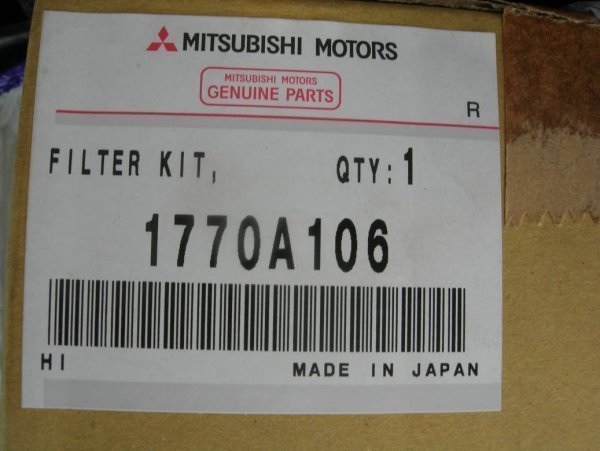 MITSUBISHI MOTORS
MITSUBISHI MOTORS
GENUINE PARTS
R
FILTER KIT, QTY:1
1770A106
HI MADE IN JAPAN